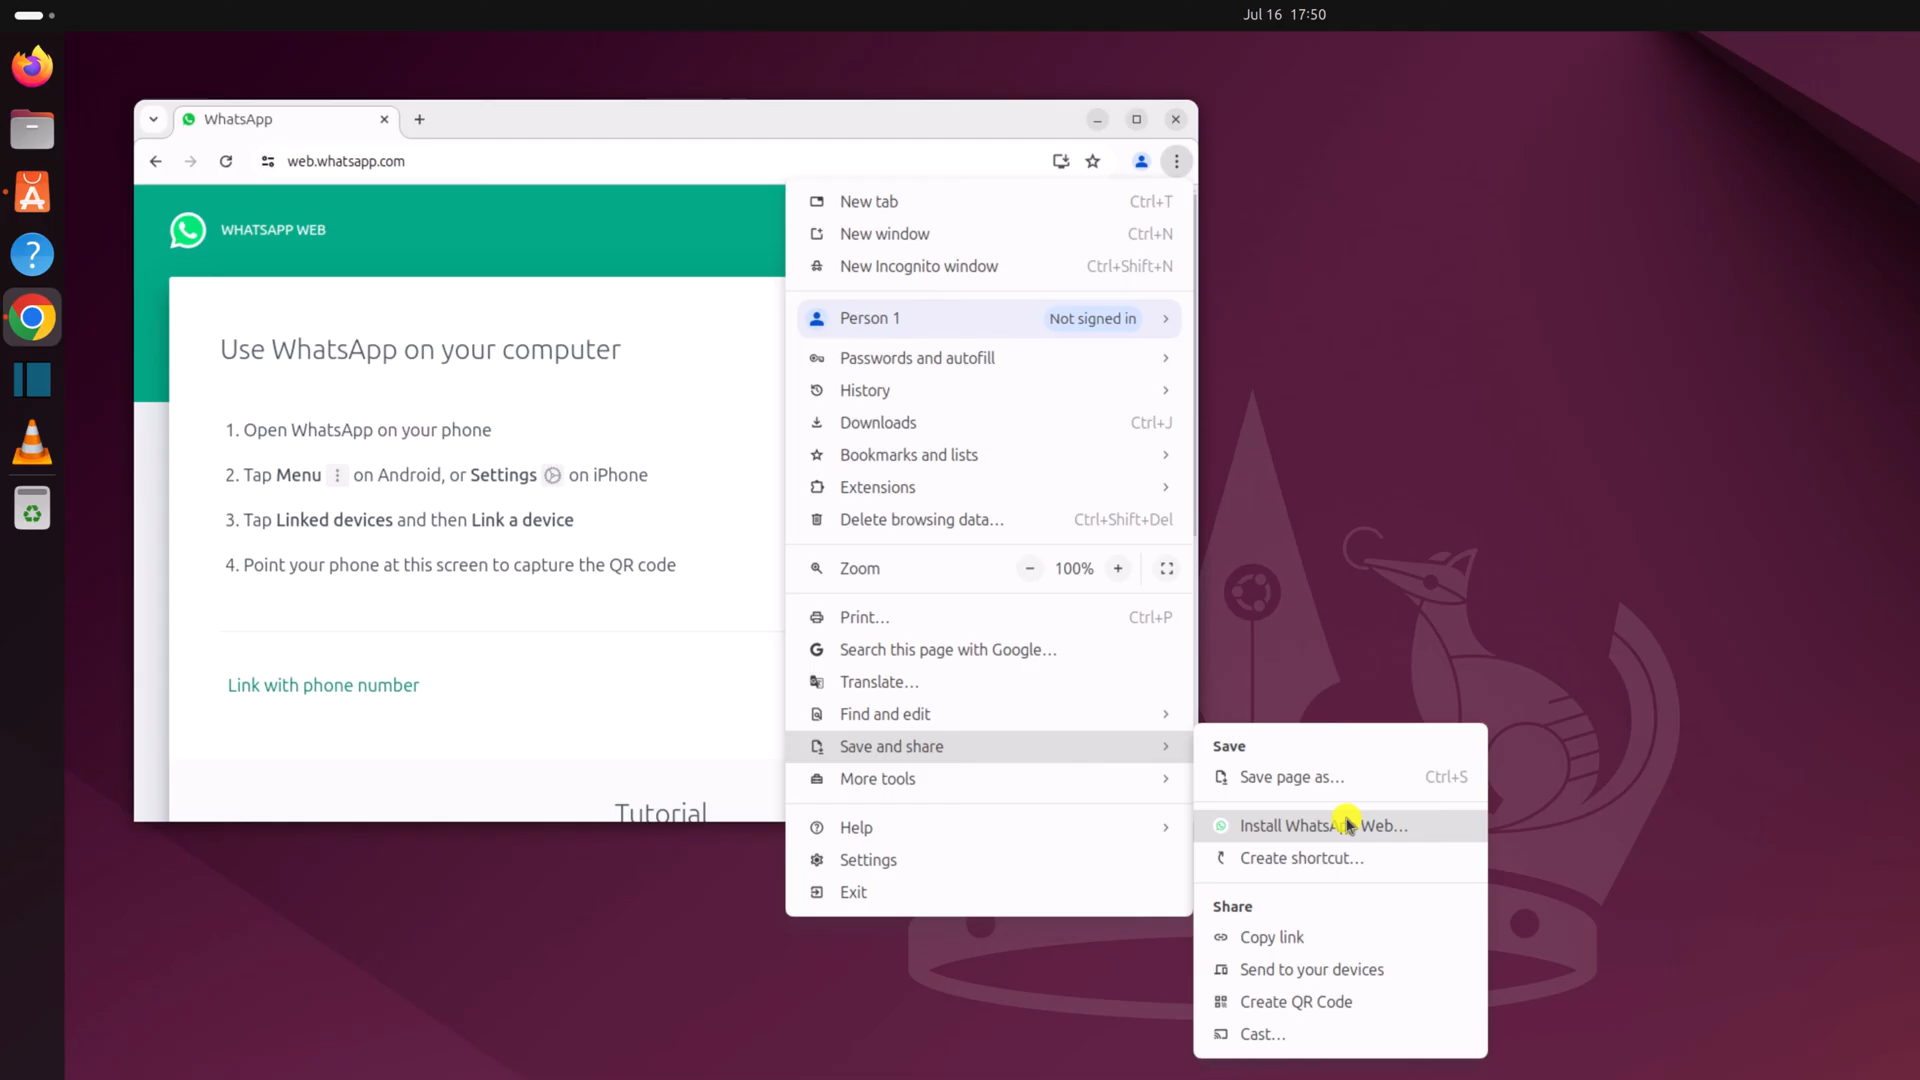 Jul 16 17:50
WhatsApp
web.whatsapp.com
WHATSAPP WEB
Use WhatsApp on your computer
1. Open WhatsApp on your phone
2. Tap Menu on Android, or Settings on iPhone
3. Tap Linked devices and then Link a device
4. Point your phone at this screen to capture the QR code
Link with phone number
Tutorial
New tab Ctrl+T
New window Ctrl+N
New Incognito window Ctrl+Shift+N
Person 1 Not signed in
Passwords and autofill
History
Downloads Ctrl+J
Bookmarks and lists
Extensions
Delete browsing data... Ctrl+Shift+Del
Zoom − 100% +
Print... Ctrl+P
Search this page with Google...
Translate...
Find and edit
Save and share
More tools
Help
Settings
Exit
Save
Save page as... Ctrl+S
Install WhatsApp Web...
Create shortcut...
Share
Copy link
Send to your devices
Create QR Code
Cast...